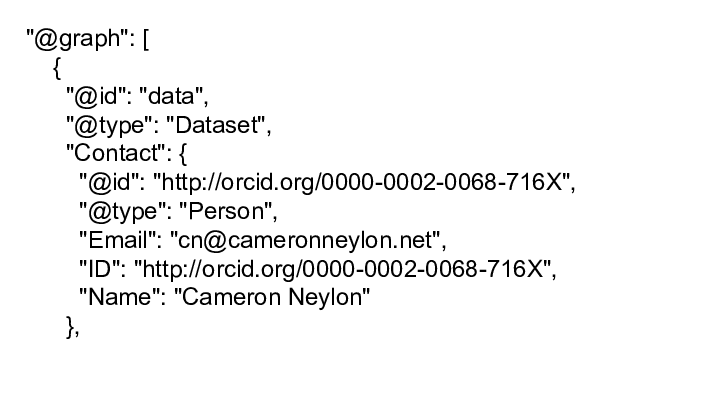 "@graph": [
{
"@id": "data",
"@type": "Dataset",
"Contact": {
"@id": "http://orcid.org/0000-0002-0068-716X",
"@type": "Person",
"Email": "cn@cameronneylon.net",
"ID": "http://orcid.org/0000-0002-0068-716X",
"Name": "Cameron Neylon"
},